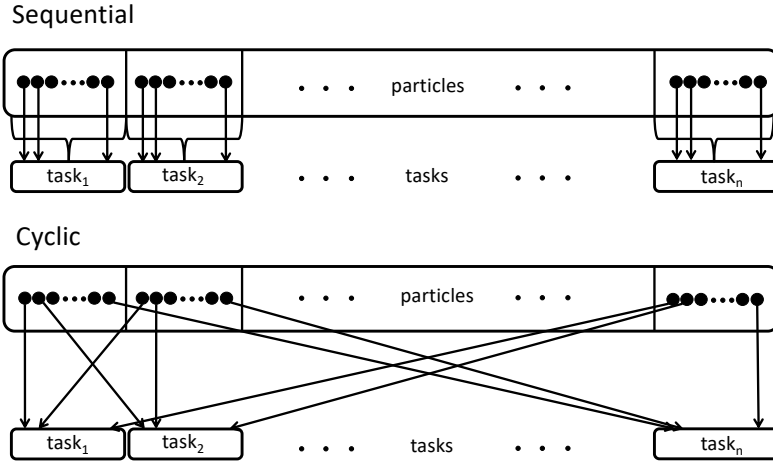 Sequential
· · · particles · · ·
task₁ task₂ · · · tasks · · · taskₙ
Cyclic
· · · particles · · ·
task₁ task₂ · · · tasks · · · taskₙ